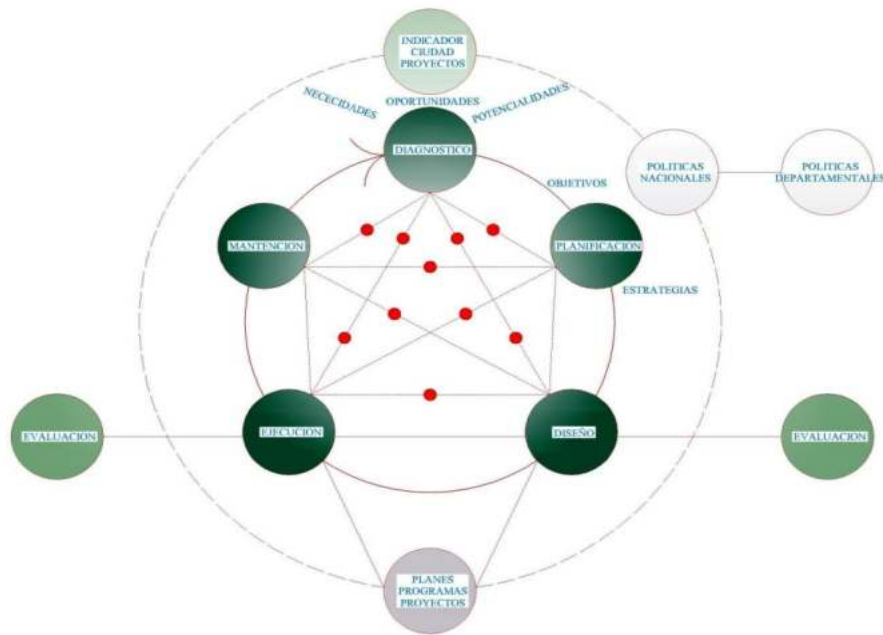 INDICADOR
CIUDAD
PROYECTOS
NECECIDADES
OPORTUNIDADES
POTENCIALIDADES
DIAGNOSTICO
OBJETIVOS
POLITICAS
NACIONALES
POLITICAS
DEPARTAMENTALES
MANTENCION
PLANIFICACION
ESTRATEGIAS
EVALUACION
EJECUCION
DISEÑO
EVALUACION
PLANES
PROGRAMAS
PROYECTOS